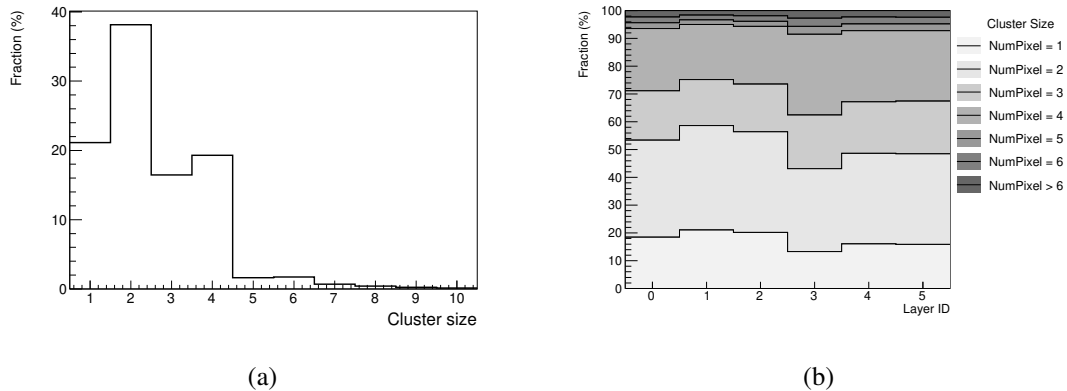 Fraction (%)
40
30
20
10
0
1 2 3 4 5 6 7 8 9 10
Cluster size
(a)
Fraction (%)
100
90
80
70
60
50
40
30
20
10
0
0 1 2 3 4 5
Layer ID
Cluster Size
NumPixel = 1
NumPixel = 2
NumPixel = 3
NumPixel = 4
NumPixel = 5
NumPixel = 6
NumPixel > 6
(b)